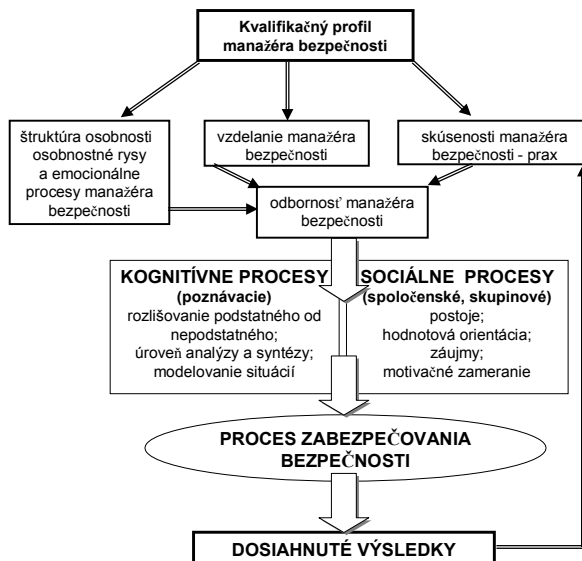 Kvalifikačný profil
manažéra bezpečnosti
štruktúra osobnosti
osobnostné rysy
a emocionálne
procesy manažéra
bezpečnosti
vzdelanie manažéra
bezpečnosti
skúsenosti manažéra
bezpečnosti - prax
odbornosť manažéra
bezpečnosti
KOGNITÍVNE PROCESY
(poznávacie)
rozlišovanie podstatného od
nepodstatného;
úroveň analýzy a syntézy;
modelovanie situácií
SOCIÁLNE PROCESY
(spoločenské, skupinové)
postoje;
hodnotová orientácia;
záujmy;
motivačné zameranie
PROCES ZABEZPEČOVANIA
BEZPEČNOSTI
DOSIAHNUTÉ VÝSLEDKY